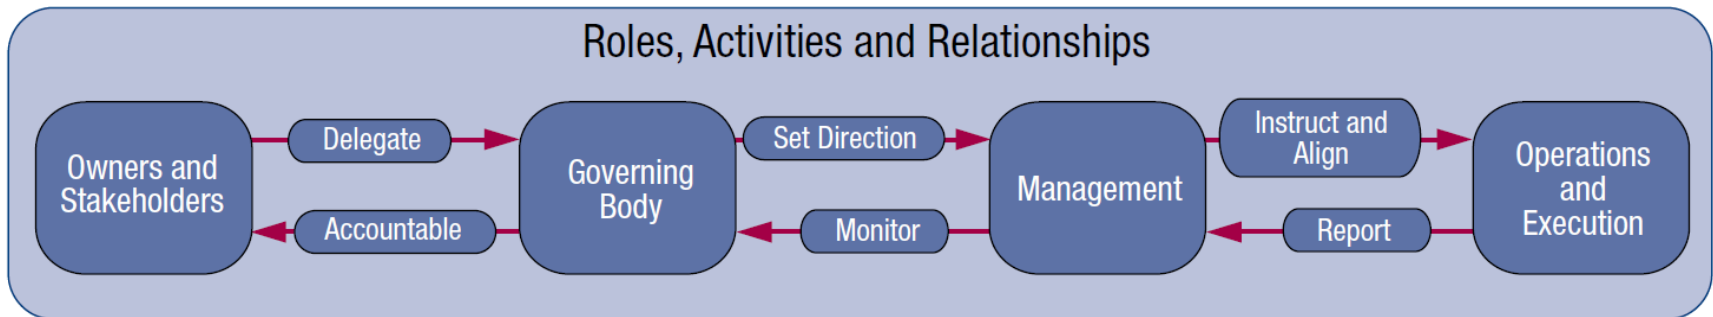 Roles, Activities and Relationships
Owners and
Stakeholders
Delegate
Accountable
Governing
Body
Set Direction
Monitor
Management
Instruct and
Align
Report
Operations
and
Execution